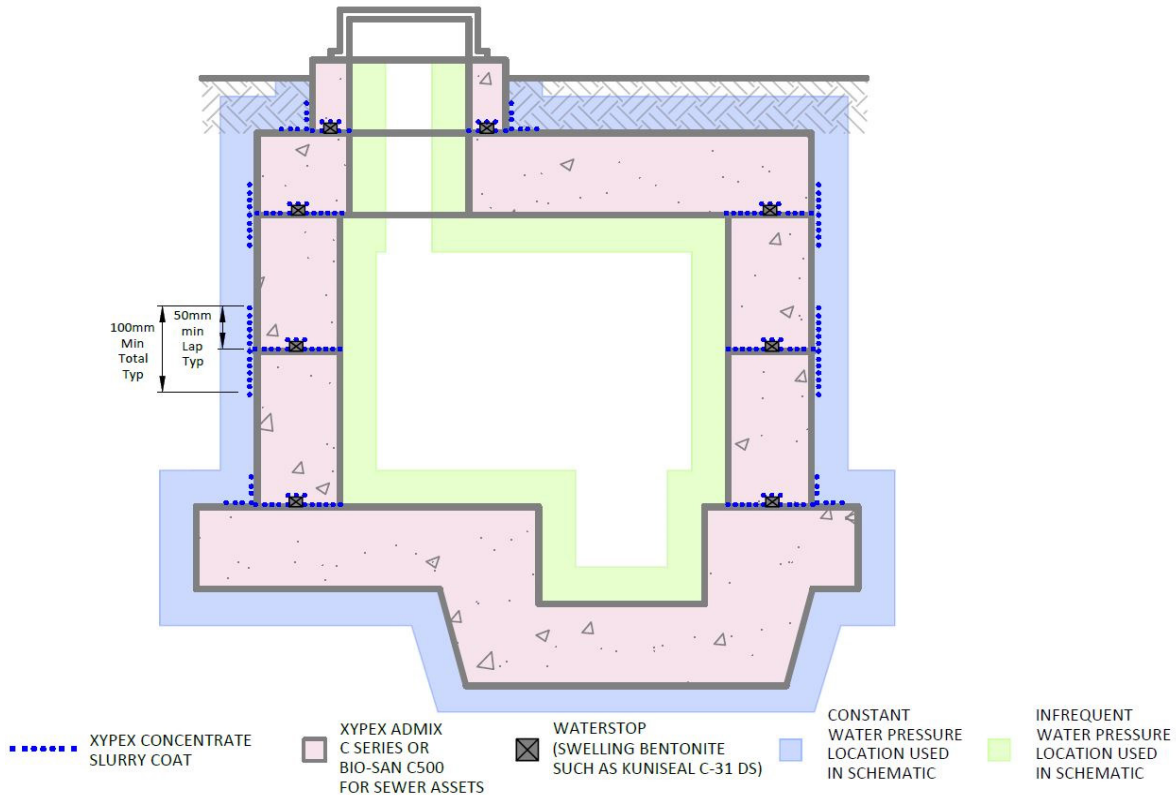 100mm
Min
Total
Typ
50mm
min
Lap
Typ
XYPEX CONCENTRATE
SLURRY COAT
XYPEX ADMIX
C SERIES OR
BIO-SAN C500
FOR SEWER ASSETS
WATERSTOP
(SWELLING BENTONITE
SUCH AS KUNISEAL C-31 DS)
CONSTANT
WATER PRESSURE
LOCATION USED
IN SCHEMATIC
INFREQUENT
WATER PRESSURE
LOCATION USED
IN SCHEMATIC